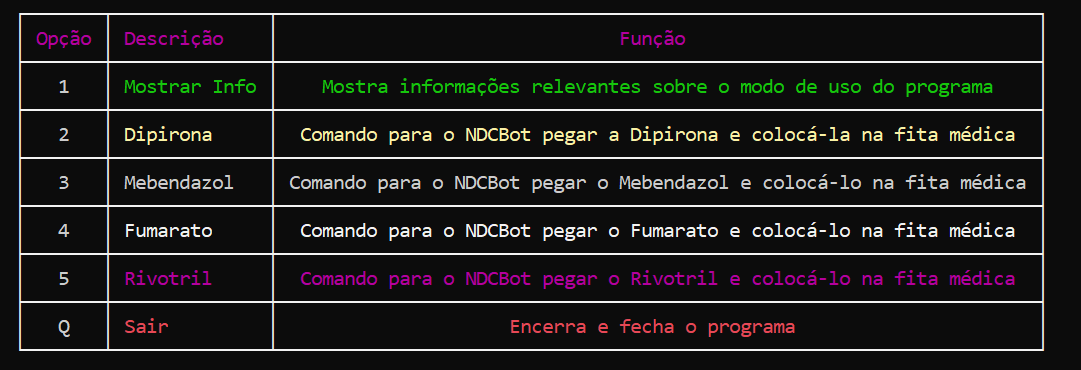 Opção Descrição Função
1 Mostrar Info Mostra informações relevantes sobre o modo de uso do programa
2 Dipirona Comando para o NDCBot pegar a Dipirona e colocá-la na fita médica
3 Mebendazol Comando para o NDCBot pegar o Mebendazol e colocá-lo na fita médica
4 Fumarato Comando para o NDCBot pegar o Fumarato e colocá-lo na fita médica
5 Rivotril Comando para o NDCBot pegar o Rivotril e colocá-lo na fita médica
Q Sair Encerra e fecha o programa